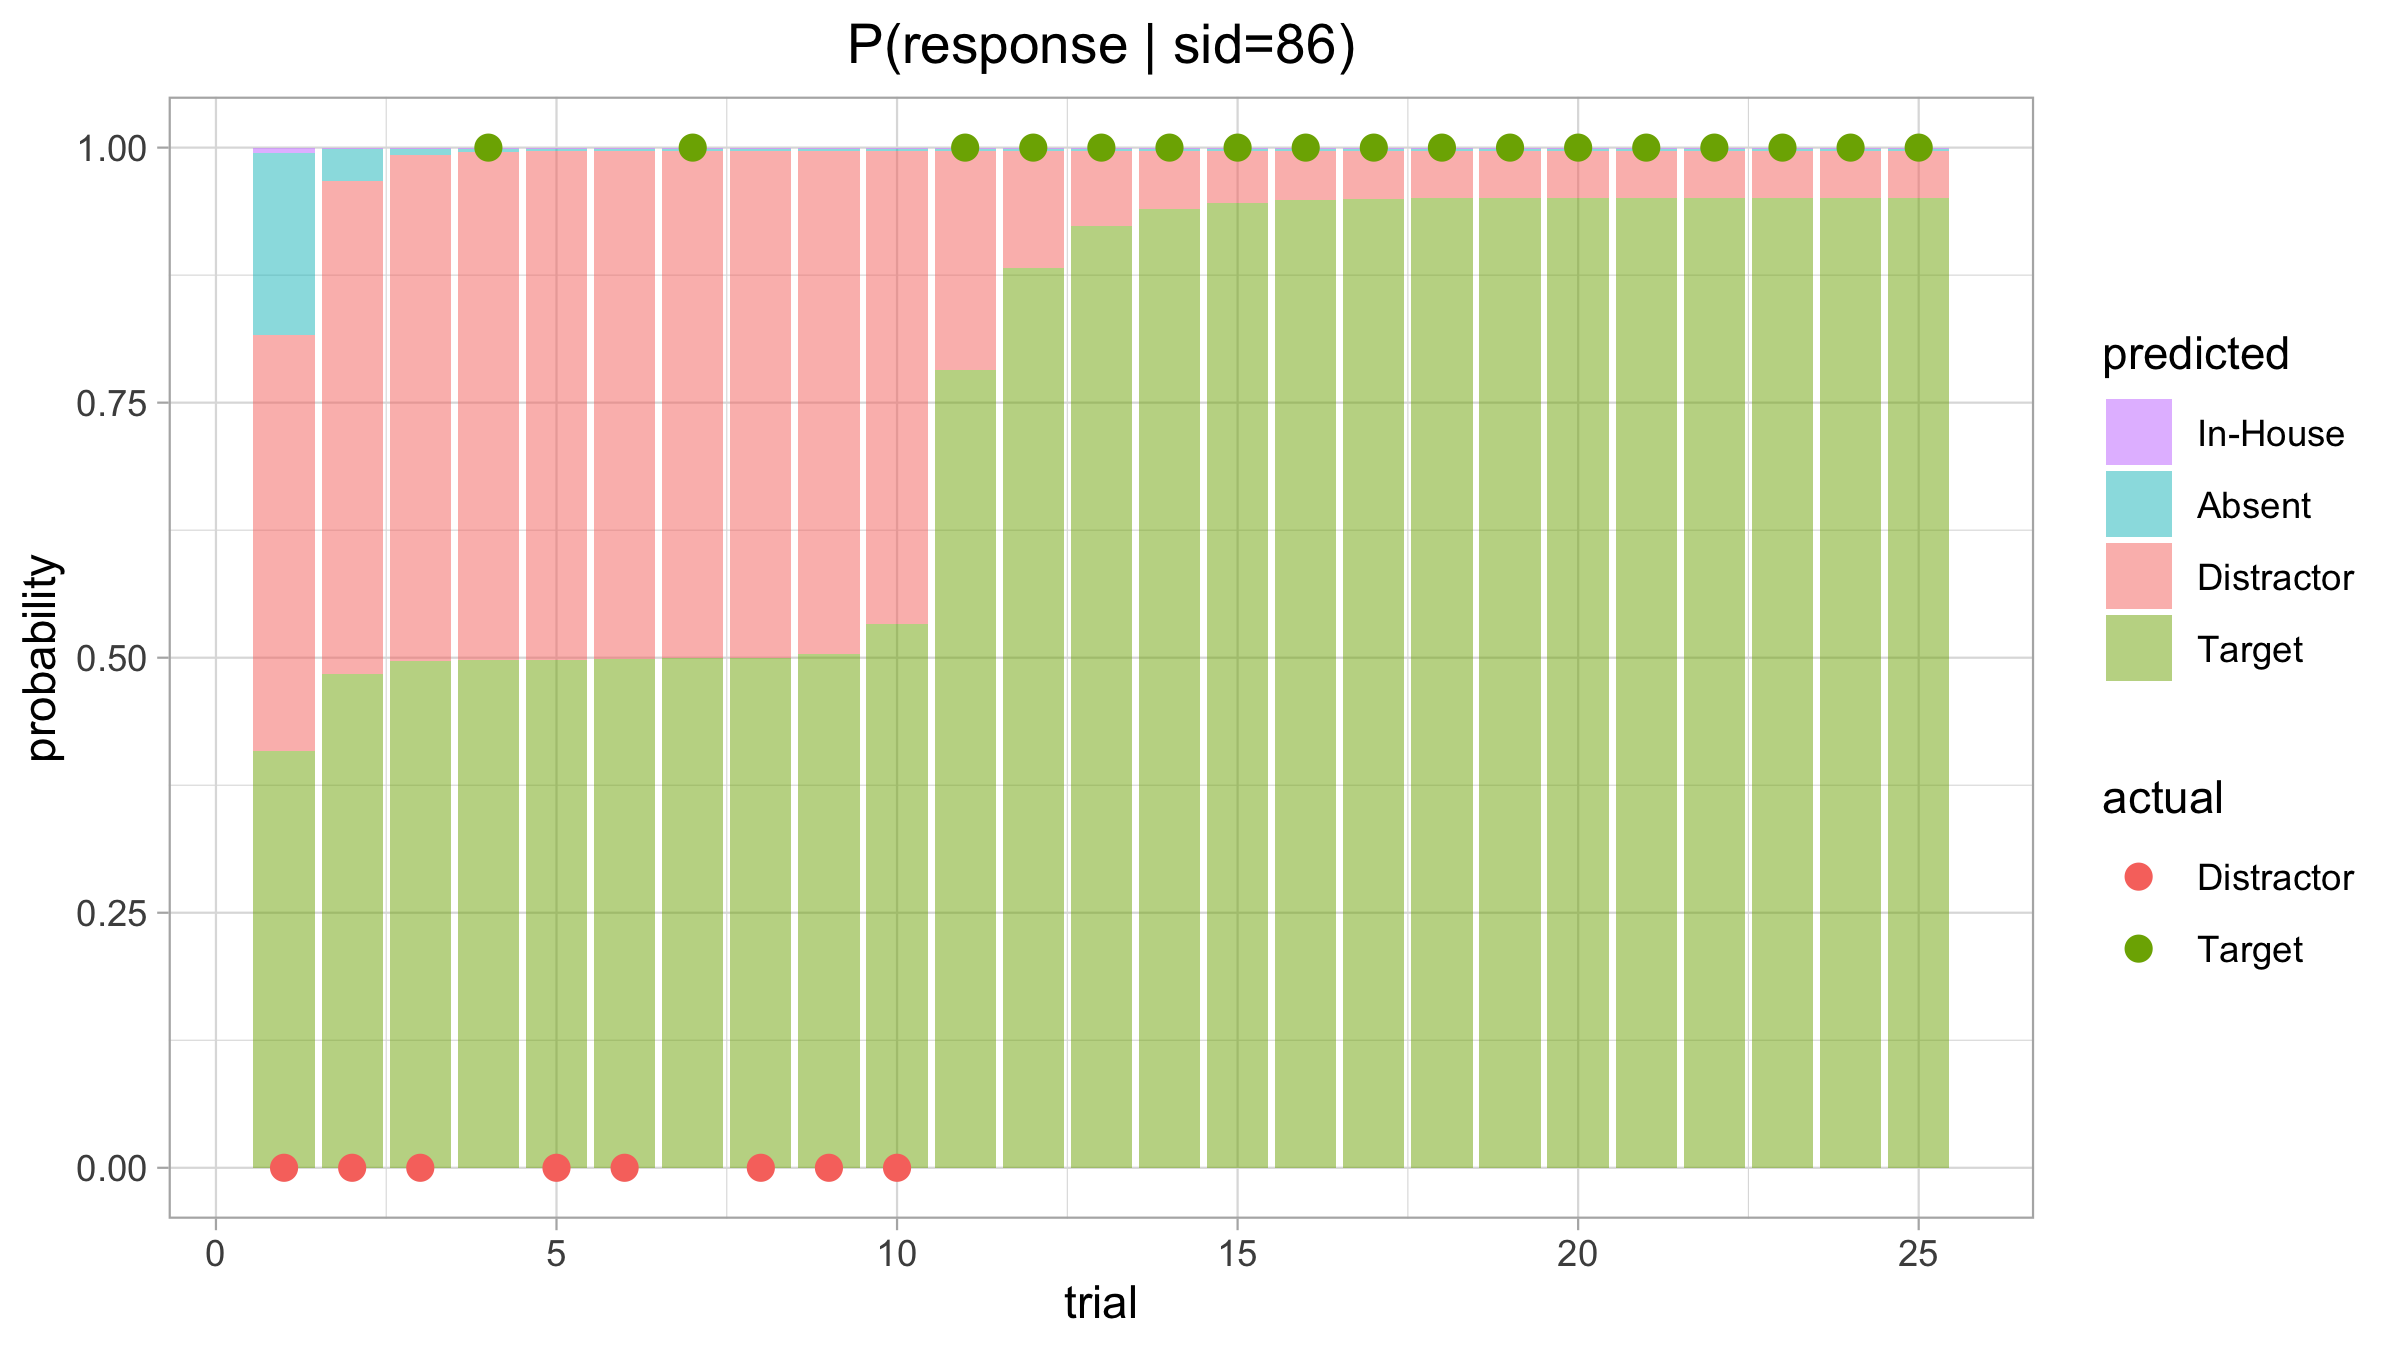 P(response | sid=86)
1.00
0.75
0.50
0.25
0.00
probability
0 5 10 15 20 25
trial
predicted
In-House
Absent
Distractor
Target
actual
Distractor
Target